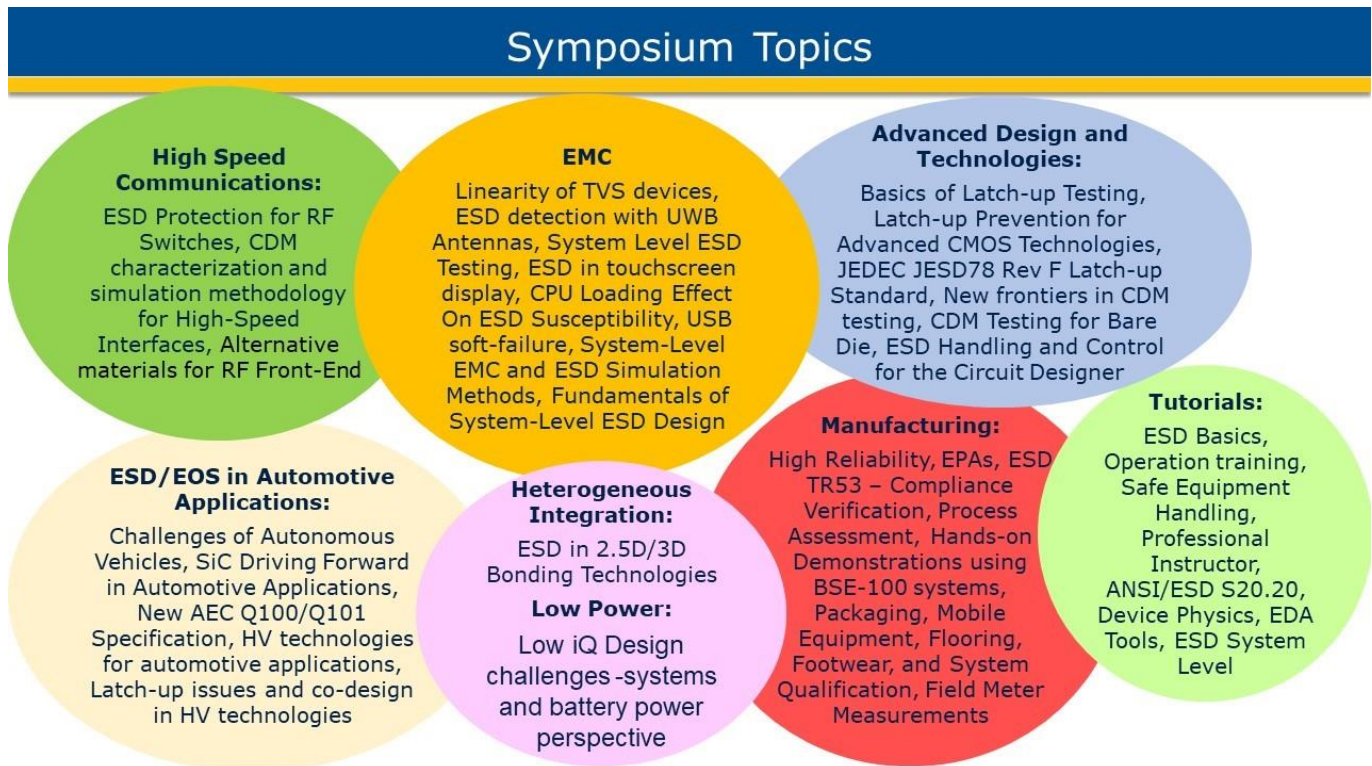 Symposium Topics
High Speed
Communications:
ESD Protection for RF
Switches, CDM
characterization and
simulation methodology
for High-Speed
Interfaces, Alternative
materials for RF Front-End
EMC
Linearity of TVS devices,
ESD detection with UWB
Antennas, System Level ESD
Testing, ESD in touchscreen
display, CPU Loading Effect
On ESD Susceptibility, USB
soft-failure, System-Level
EMC and ESD Simulation
Methods, Fundamentals of
System-Level ESD Design
Advanced Design and
Technologies:
Basics of Latch-up Testing,
Latch-up Prevention for
Advanced CMOS Technologies,
JEDEC JESD78 Rev F Latch-up
Standard, New frontiers in CDM
testing, CDM Testing for Bare
Die, ESD Handling and Control
for the Circuit Designer
ESD/EOS in Automotive
Applications:
Challenges of Autonomous
Vehicles, SiC Driving Forward
in Automotive Applications,
New AEC Q100/Q101
Specification, HV technologies
for automotive applications,
Latch-up issues and co-design
in HV technologies
Heterogeneous
Integration:
ESD in 2.5D/3D
Bonding Technologies
Low Power:
Low iQ Design
challenges -systems
and battery power
perspective
Manufacturing:
High Reliability, EPAs, ESD
TR53 – Compliance
Verification, Process
Assessment, Hands-on
Demonstrations using
BSE-100 systems,
Packaging, Mobile
Equipment, Flooring,
Footwear, and System
Qualification, Field Meter
Measurements
Tutorials:
ESD Basics,
Operation training,
Safe Equipment
Handling,
Professional
Instructor,
ANSI/ESD S20.20,
Device Physics, EDA
Tools, ESD System
Level